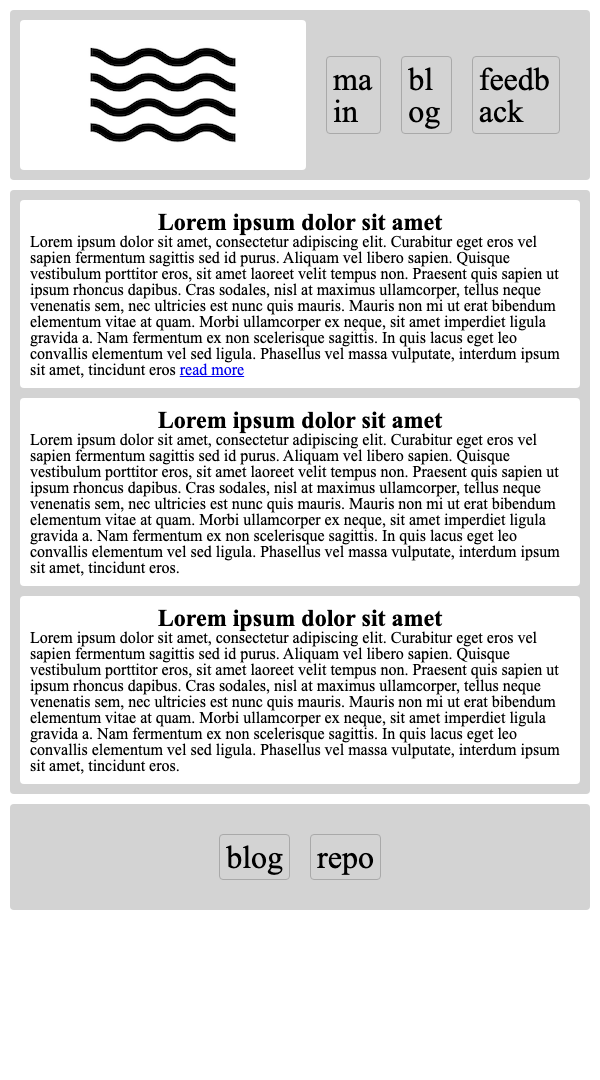 ma
in
bl
og
feedb
ack
Lorem ipsum dolor sit amet
Lorem ipsum dolor sit amet, consectetur adipiscing elit. Curabitur eget eros vel
sapien fermentum sagittis sed id purus. Aliquam vel libero sapien. Quisque
vestibulum porttitor eros, sit amet laoreet velit tempus non. Praesent quis sapien ut
ipsum rhoncus dapibus. Cras sodales, nisl at maximus ullamcorper, tellus neque
venenatis sem, nec ultricies est nunc quis mauris. Mauris non mi ut erat bibendum
elementum vitae at quam. Morbi ullamcorper ex neque, sit amet imperdiet ligula
gravida a. Nam fermentum ex non scelerisque sagittis. In quis lacus eget leo
convallis elementum vel sed ligula. Phasellus vel massa vulputate, interdum ipsum
sit amet, tincidunt eros read more
Lorem ipsum dolor sit amet
Lorem ipsum dolor sit amet, consectetur adipiscing elit. Curabitur eget eros vel
sapien fermentum sagittis sed id purus. Aliquam vel libero sapien. Quisque
vestibulum porttitor eros, sit amet laoreet velit tempus non. Praesent quis sapien ut
ipsum rhoncus dapibus. Cras sodales, nisl at maximus ullamcorper, tellus neque
venenatis sem, nec ultricies est nunc quis mauris. Mauris non mi ut erat bibendum
elementum vitae at quam. Morbi ullamcorper ex neque, sit amet imperdiet ligula
gravida a. Nam fermentum ex non scelerisque sagittis. In quis lacus eget leo
convallis elementum vel sed ligula. Phasellus vel massa vulputate, interdum ipsum
sit amet, tincidunt eros.
Lorem ipsum dolor sit amet
Lorem ipsum dolor sit amet, consectetur adipiscing elit. Curabitur eget eros vel
sapien fermentum sagittis sed id purus. Aliquam vel libero sapien. Quisque
vestibulum porttitor eros, sit amet laoreet velit tempus non. Praesent quis sapien ut
ipsum rhoncus dapibus. Cras sodales, nisl at maximus ullamcorper, tellus neque
venenatis sem, nec ultricies est nunc quis mauris. Mauris non mi ut erat bibendum
elementum vitae at quam. Morbi ullamcorper ex neque, sit amet imperdiet ligula
gravida a. Nam fermentum ex non scelerisque sagittis. In quis lacus eget leo
convallis elementum vel sed ligula. Phasellus vel massa vulputate, interdum ipsum
sit amet, tincidunt eros.
blog
repo